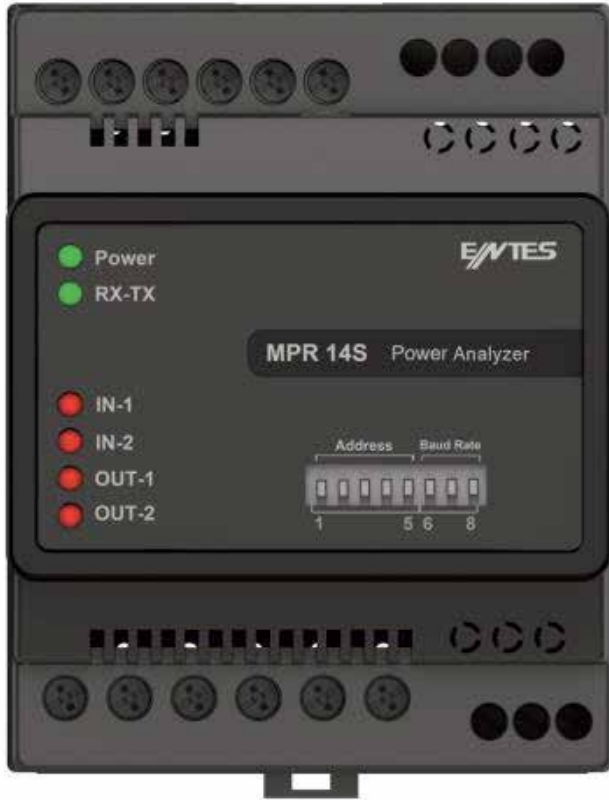 Power
ENTES
RX-TX
MPR 14S Power Analyzer
IN-1
IN-2
OUT-1
OUT-2
Address Baud Rate
1 5 6 8